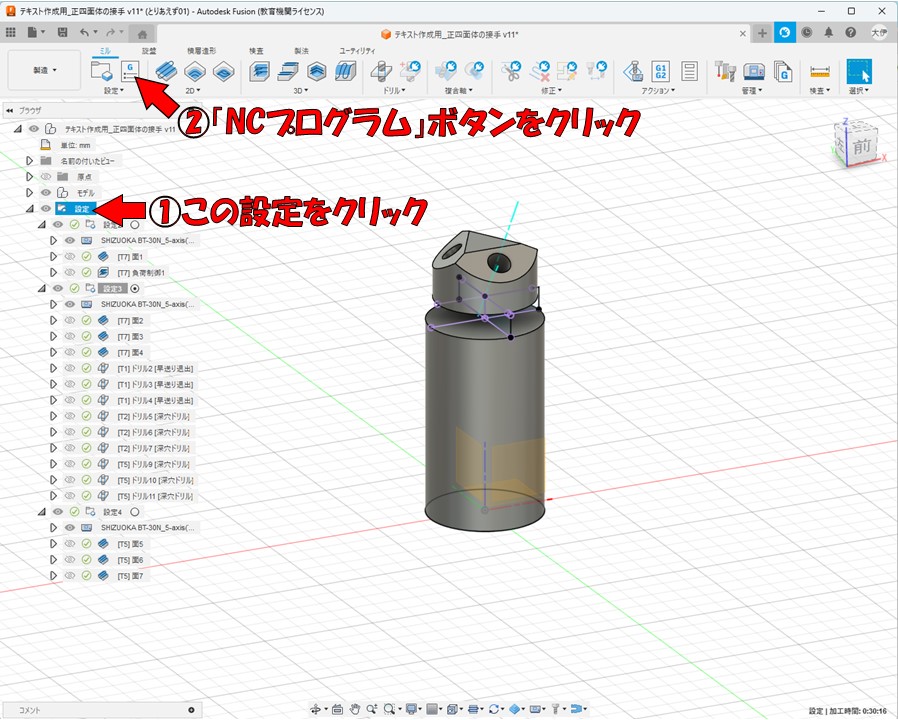 テキスト作成用_正四面体の接手 v11* (とりあえず01) - Autodesk Fusion (教育機関ライセンス)
テキスト作成用_正四面体の接手 v11*
大伊
ミル 旋盤 積層造形 検査 製法 ユーティリティ
製造
設定 2D 3D ドリル 複合軸 修正 アクション 管理 検査 選択
G
G1
G2
G
②「NCプログラム」ボタンをクリック
ブラウザ
テキスト作成用_正四面体の接手 v11
単位: mm
名前の付いたビュー
原点
モデル
設定
①この設定をクリック
SHIZUOKA BT-30N_5-axis(...
[T7] 面1
[T7] 負荷制御1
設定3
SHIZUOKA BT-30N_5-axis(...
[T7] 面2
[T7] 面3
[T7] 面4
[T1] ドリル2 [早送り退出]
[T1] ドリル3 [早送り退出]
[T1] ドリル4 [早送り退出]
[T2] ドリル5 [深穴ドリル]
[T2] ドリル6 [深穴ドリル]
[T2] ドリル7 [深穴ドリル]
[T5] ドリル9 [深穴ドリル]
[T5] ドリル10 [深穴ドリル]
[T5] ドリル11 [深穴ドリル]
設定4
SHIZUOKA BT-30N_5-axis(...
[T5] 面5
[T5] 面6
[T5] 面7
Z
前
X
コメント
設定 | 加工時間: 0:30:16